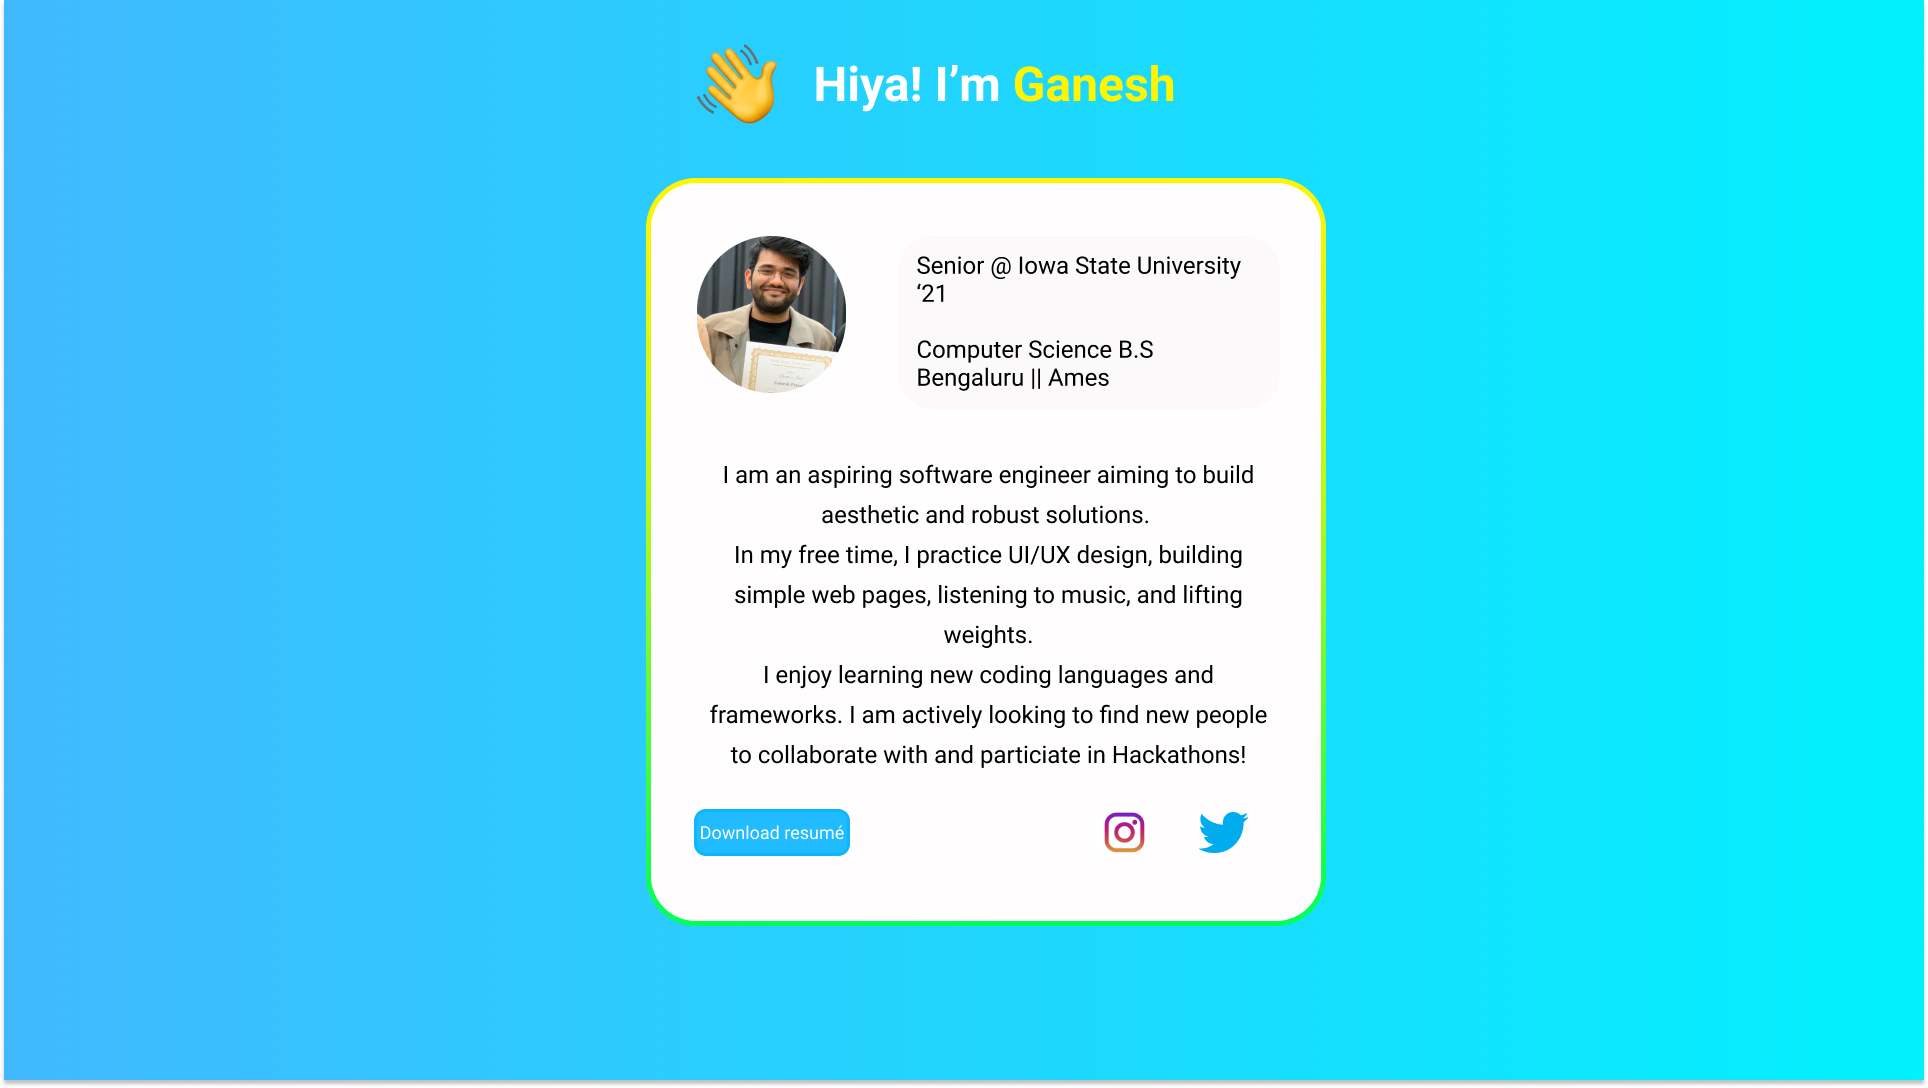 Hiya! I’m Ganesh
Senior @ Iowa State University
‘21
Computer Science B.S
Bengaluru || Ames
I am an aspiring software engineer aiming to build
aesthetic and robust solutions.
In my free time, I practice UI/UX design, building
simple web pages, listening to music, and lifting
weights.
I enjoy learning new coding languages and
frameworks. I am actively looking to find new people
to collaborate with and particiate in Hackathons!
Download resumé